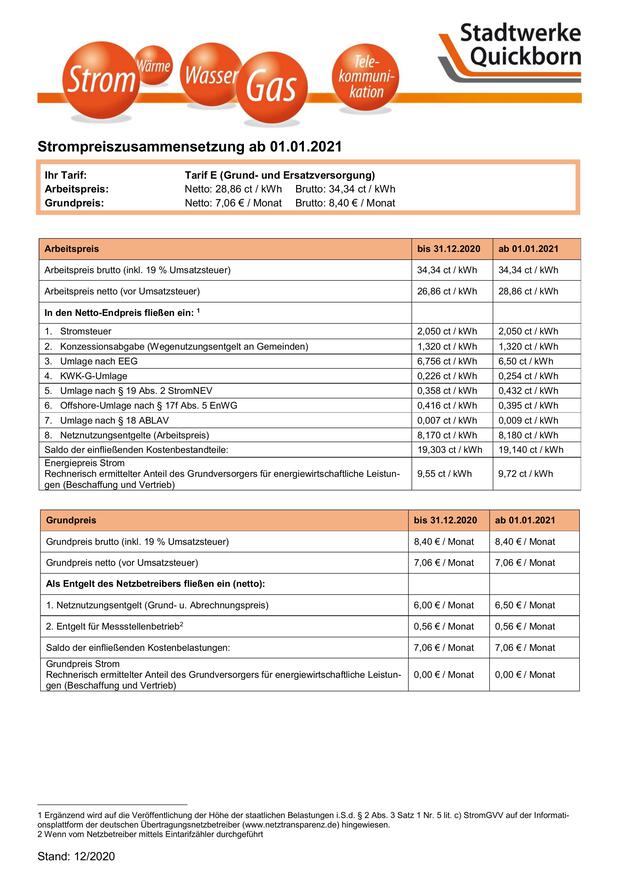 Strom
Wärme
Wasser
Gas
Tele-
kommuni-
kation
Stadtwerke
Quickborn
Strompreiszusammensetzung ab 01.01.2021
Ihr Tarif: Tarif E (Grund- und Ersatzversorgung)
Arbeitspreis: Netto: 28,86 ct / kWh Brutto: 34,34 ct / kWh
Grundpreis: Netto: 7,06 € / Monat Brutto: 8,40 € / Monat
Arbeitspreis bis 31.12.2020 ab 01.01.2021
Arbeitspreis brutto (inkl. 19 % Umsatzsteuer) 34,34 ct / kWh 34,34 ct / kWh
Arbeitspreis netto (vor Umsatzsteuer) 26,86 ct / kWh 28,86 ct / kWh
In den Netto-Endpreis fließen ein: 1
1. Stromsteuer 2,050 ct / kWh 2,050 ct / kWh
2. Konzessionsabgabe (Wegenutzungsentgelt an Gemeinden) 1,320 ct / kWh 1,320 ct / kWh
3. Umlage nach EEG 6,756 ct / kWh 6,50 ct / kWh
4. KWK-G-Umlage 0,226 ct / kWh 0,254 ct / kWh
5. Umlage nach § 19 Abs. 2 StromNEV 0,358 ct / kWh 0,432 ct / kWh
6. Offshore-Umlage nach § 17f Abs. 5 EnWG 0,416 ct / kWh 0,395 ct / kWh
7. Umlage nach § 18 ABLAV 0,007 ct / kWh 0,009 ct / kWh
8. Netznutzungsentgelte (Arbeitspreis) 8,170 ct / kWh 8,180 ct / kWh
Saldo der einfließenden Kostenbestandteile: 19,303 ct / kWh 19,140 ct / kWh
Energiepreis Strom
Rechnerisch ermittelter Anteil des Grundversorgers für energiewirtschaftliche Leistun- 9,55 ct / kWh 9,72 ct / kWh
gen (Beschaffung und Vertrieb)
Grundpreis bis 31.12.2020 ab 01.01.2021
Grundpreis brutto (inkl. 19 % Umsatzsteuer) 8,40 € / Monat 8,40 € / Monat
Grundpreis netto (vor Umsatzsteuer) 7,06 € / Monat 7,06 € / Monat
Als Entgelt des Netzbetreibers fließen ein (netto):
1. Netznutzungsentgelt (Grund- u. Abrechnungspreis) 6,00 € / Monat 6,50 € / Monat
2. Entgelt für Messstellenbetrieb2 0,56 € / Monat 0,56 € / Monat
Saldo der einfließenden Kostenbelastungen: 7,06 € / Monat 7,06 € / Monat
Grundpreis Strom
Rechnerisch ermittelter Anteil des Grundversorgers für energiewirtschaftliche Leistun- 0,00 € / Monat 0,00 € / Monat
gen (Beschaffung und Vertrieb)
1 Ergänzend wird auf die Veröffentlichung der Höhe der staatlichen Belastungen i.S.d. § 2 Abs. 3 Satz 1 Nr. 5 lit. c) StromGVV auf der Informati-
onsplattform der deutschen Übertragungsnetzbetreiber (www.netztransparenz.de) hingewiesen.
2 Wenn vom Netzbetreiber mittels Eintarifzähler durchgeführt
Stand: 12/2020